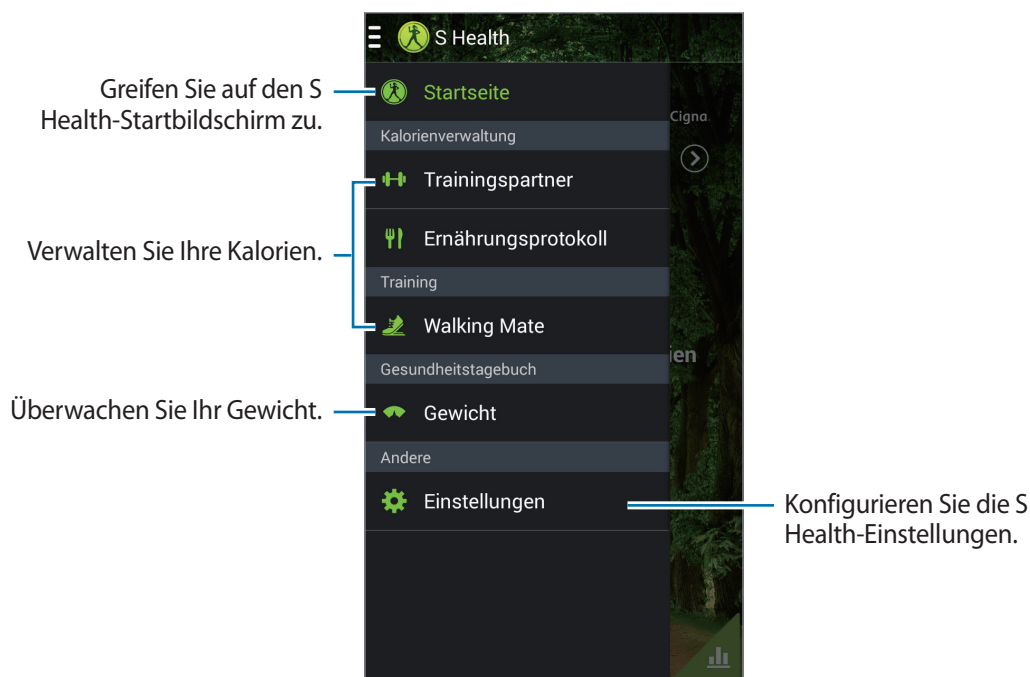 S Health
Greifen Sie auf den S
Health-Startbildschirm zu.
Startseite
Cigna.
Kalorienverwaltung
Trainingspartner
Verwalten Sie Ihre Kalorien.
Ernährungsprotokoll
Training
Walking Mate
ien
Gesundheitstagebuch
Überwachen Sie Ihr Gewicht.
Gewicht
Andere
Einstellungen
Konfigurieren Sie die S
Health-Einstellungen.